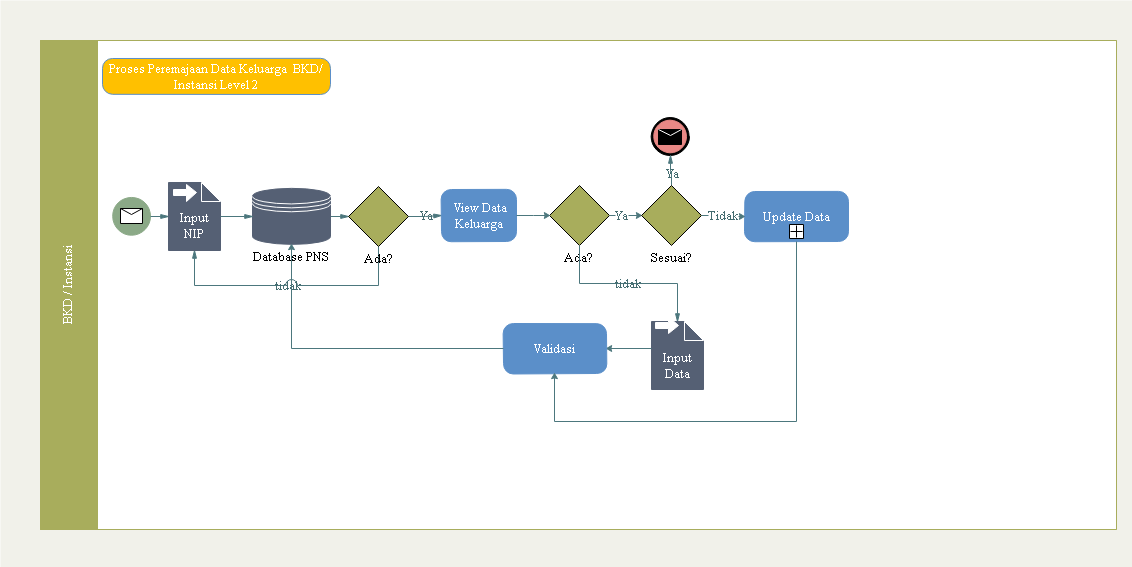 Proses Peremajaan Data Keluarga BKD/
Instansi Level 2
BKD / Instansi
Input
NIP
Database PNS
Ada?
Ya
View Data
Keluarga
Ada?
Ya
Sesuai?
Ya
Tidak
Update Data
tidak
tidak
Validasi
Input
Data